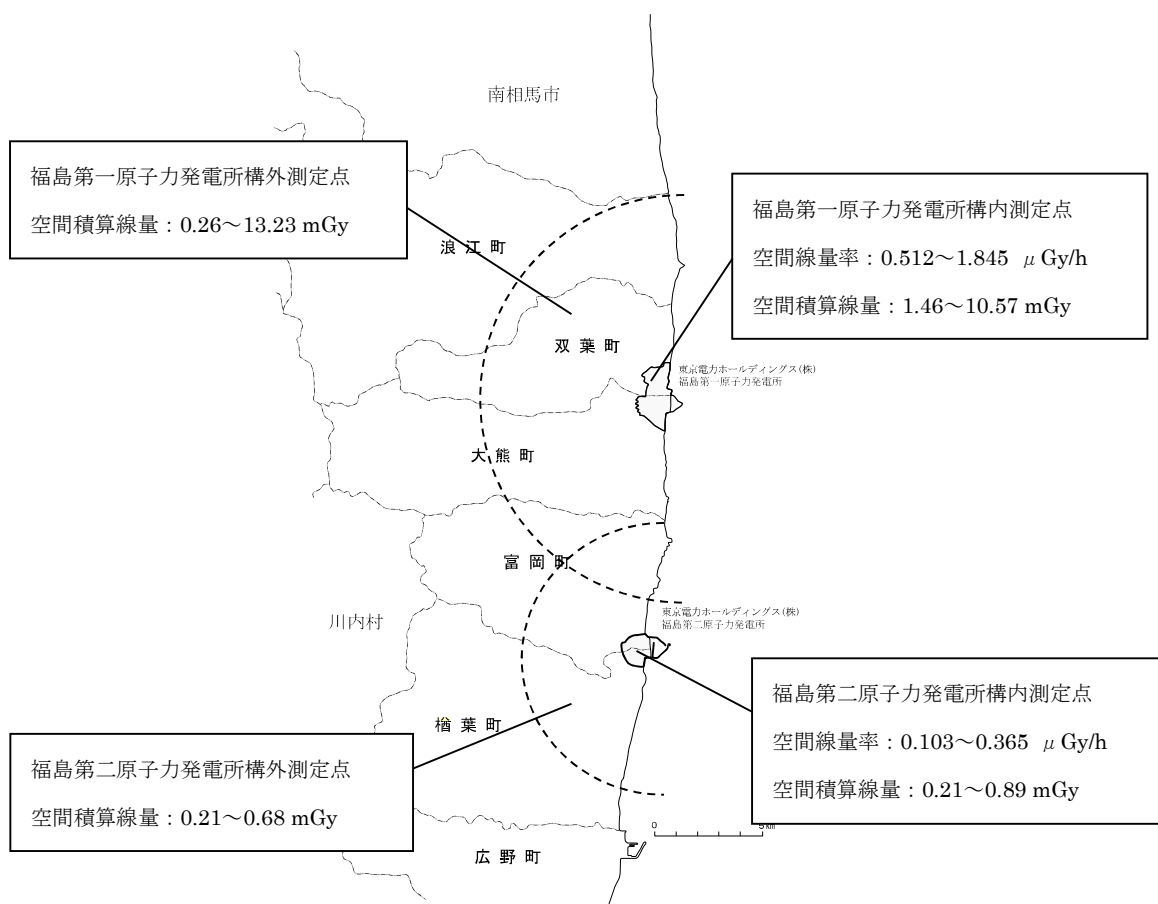 南相馬市
福島第一原子力発電所構外測定点
空間積算線量：0.26～13.23 mGy
福島第一原子力発電所構内測定点
空間線量率：0.512～1.845 μ Gy/h
空間積算線量：1.46～10.57 mGy
浪江町
双葉町
東京電力ホールディングス(株)
福島第一原子力発電所
大熊町
富岡町
川内村
東京電力ホールディングス(株)
福島第二原子力発電所
福島第二原子力発電所構内測定点
空間線量率：0.103～0.365 μ Gy/h
空間積算線量：0.21～0.89 mGy
楢葉町
福島第二原子力発電所構外測定点
空間積算線量：0.21～0.68 mGy
0 5km
広野町